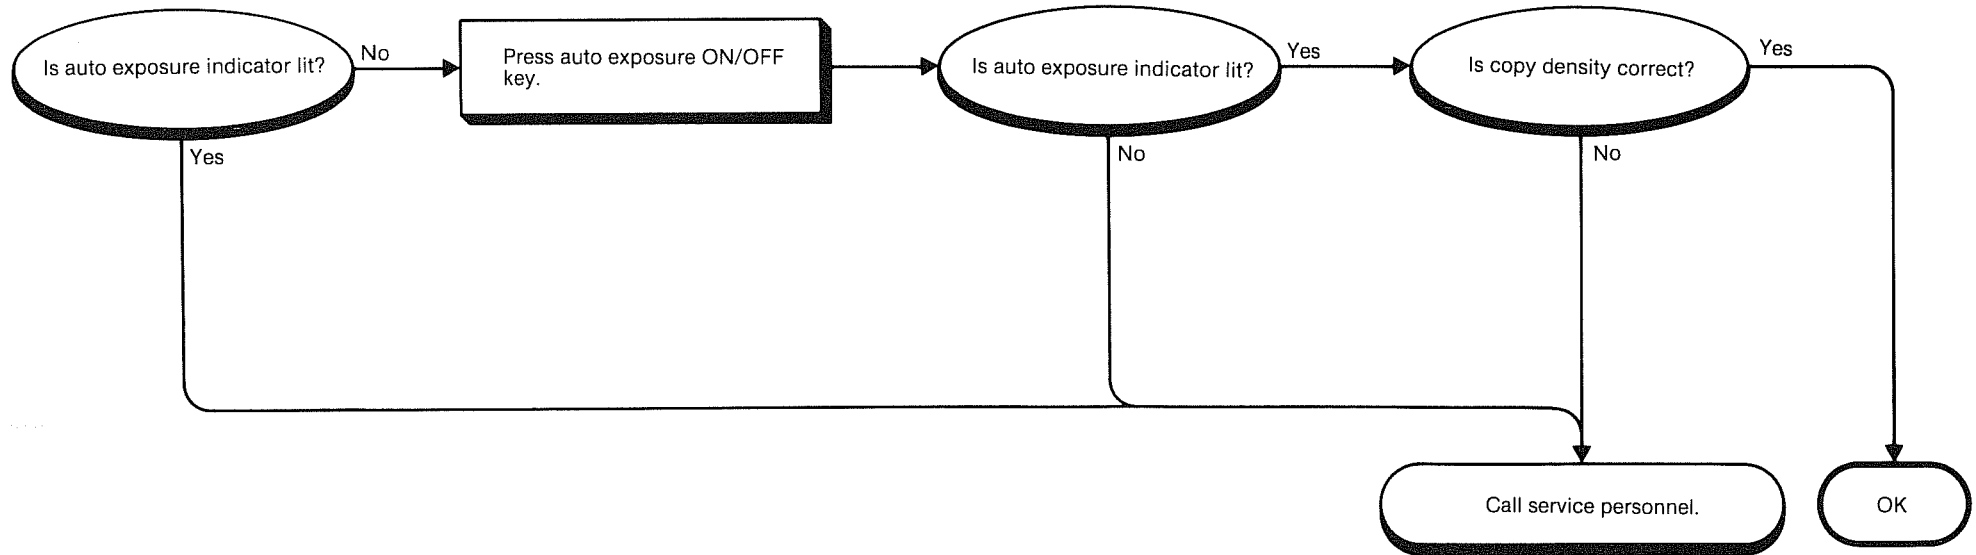 Is auto exposure indicator lit?
No
Press auto exposure ON/OFF
key.
Is auto exposure indicator lit?
Yes
Is copy density correct?
Yes
Yes
No
No
Call service personnel.
OK